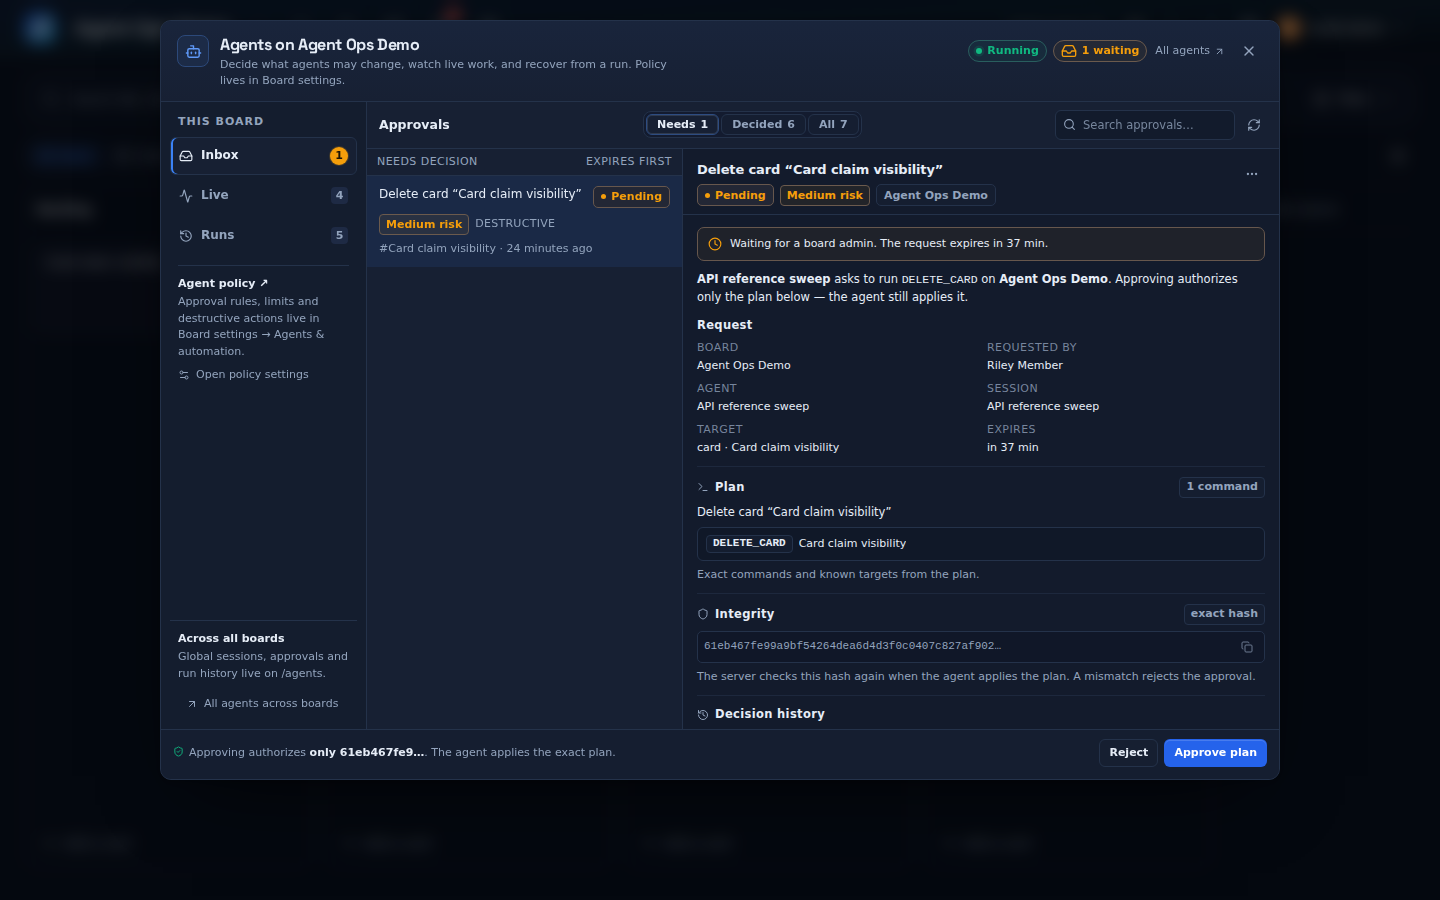 Agents on Agent Ops Demo
Decide what agents may change, watch live work, and recover from a run. Policy
lives in Board settings.
Running
1 waiting
All agents ↗
THIS BOARD
Inbox
1
Live
4
Runs
5
Agent policy ↗
Approval rules, limits and
destructive actions live in
Board settings → Agents &
automation.
Open policy settings
Across all boards
Global sessions, approvals and
run history live on /agents.
All agents across boards
Approvals
Needs 1
Decided 6
All 7
Search approvals...
NEEDS DECISION
EXPIRES FIRST
Delete card “Card claim visibility”
Pending
Medium risk
DESTRUCTIVE
#Card claim visibility · 24 minutes ago
Delete card “Card claim visibility”
Pending
Medium risk
Agent Ops Demo
Waiting for a board admin. The request expires in 37 min.
API reference sweep asks to run DELETE_CARD on Agent Ops Demo. Approving authorizes
only the plan below — the agent still applies it.
Request
BOARD
Agent Ops Demo
REQUESTED BY
Riley Member
AGENT
API reference sweep
SESSION
API reference sweep
TARGET
card · Card claim visibility
EXPIRES
in 37 min
Plan
1 command
Delete card “Card claim visibility”
DELETE_CARD Card claim visibility
Exact commands and known targets from the plan.
Integrity
exact hash
61eb467fe99a9bf54264dea6d4d3f0c0407c827af902…
The server checks this hash again when the agent applies the plan. A mismatch rejects the approval.
Decision history
Approving authorizes only 61eb467fe9…. The agent applies the exact plan.
Reject
Approve plan